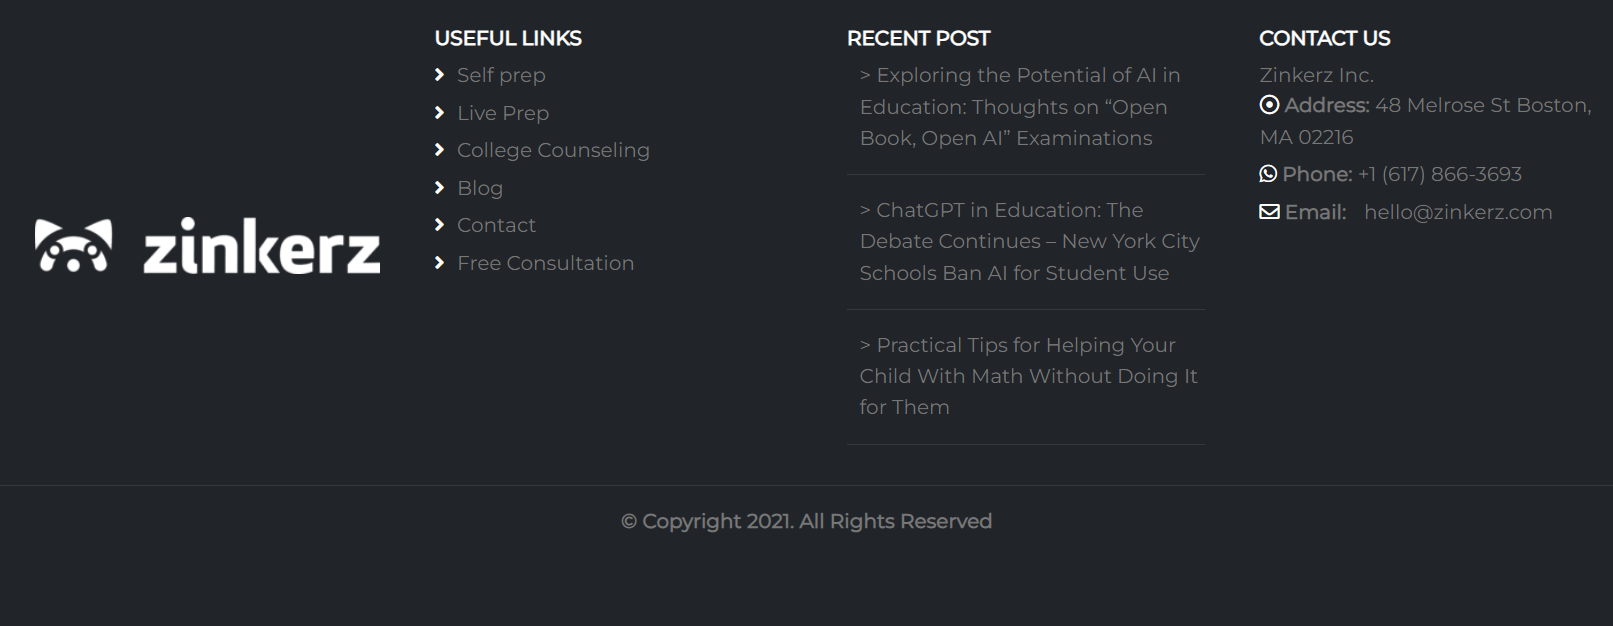 zinkerz
USEFUL LINKS
Self prep
Live Prep
College Counseling
Blog
Contact
Free Consultation
RECENT POST
> Exploring the Potential of AI in
Education: Thoughts on “Open
Book, Open AI” Examinations
> ChatGPT in Education: The
Debate Continues – New York City
Schools Ban AI for Student Use
> Practical Tips for Helping Your
Child With Math Without Doing It
for Them
CONTACT US
Zinkerz Inc.
Address: 48 Melrose St Boston,
MA 02216
Phone: +1 (617) 866-3693
Email: hello@zinkerz.com
© Copyright 2021. All Rights Reserved